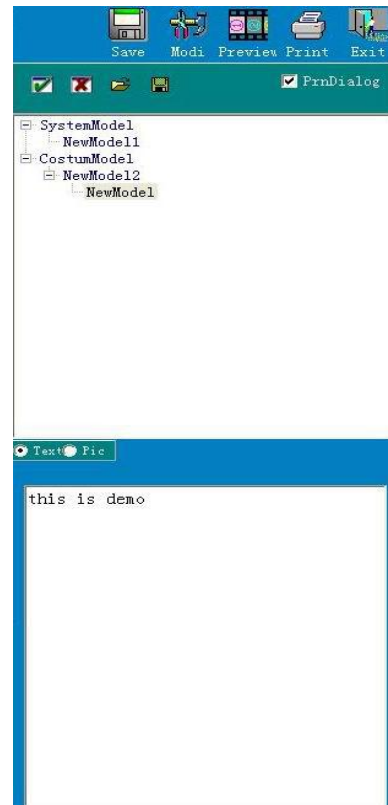 Save Modi Preview Print Exit
PrnDialog
SystemModel
NewModel1
CostumModel
NewModel2
NewModel
Text Pic
this is demo